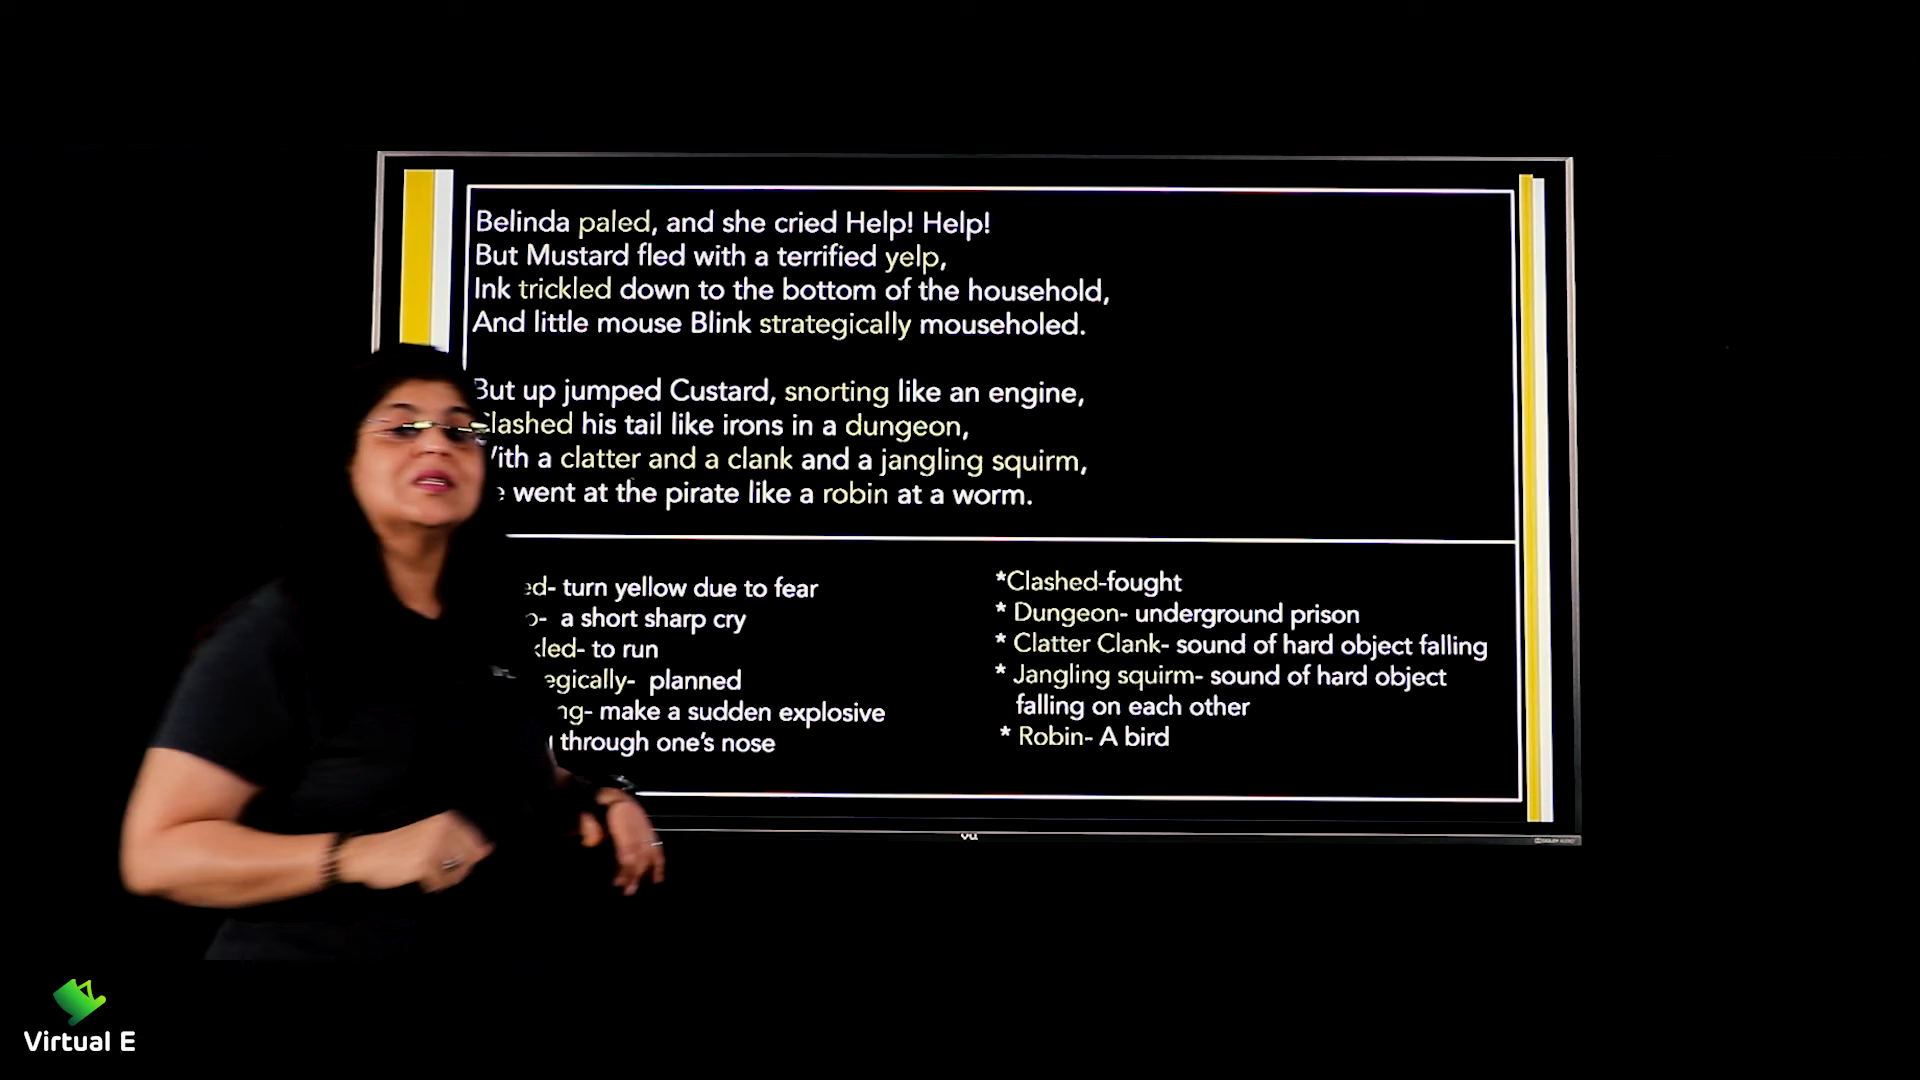 Belinda paled, and she cried Help! Help!
But Mustard fled with a terrified yelp,
Ink trickled down to the bottom of the household,
And little mouse Blink strategically mouseholed.
But up jumped Custard, snorting like an engine,
Clashed his tail like irons in a dungeon,
With a clatter and a clank and a jangling squirm,
went at the pirate like a robin at a worm.
turn yellow due to fear
a short sharp cry
to run
planned
make a sudden explosive
through one's nose
*Clashed-fought
* Dungeon- underground prison
* Clatter Clank- sound of hard object falling
* Jangling squirm- sound of hard object
falling on each other
* Robin- A bird
Vu
Virtual E